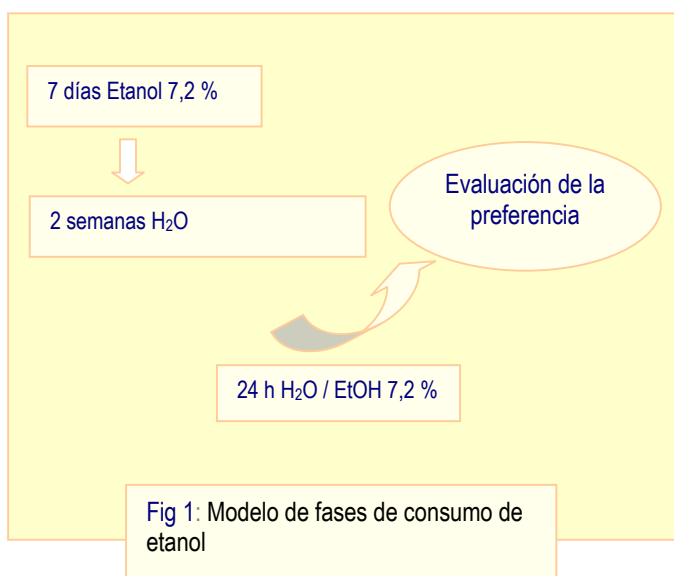 7 días Etanol 7,2 %
2 semanas H₂O
Evaluación de la
preferencia
24 h H₂O / EtOH 7,2 %
Fig 1: Modelo de fases de consumo de
etanol